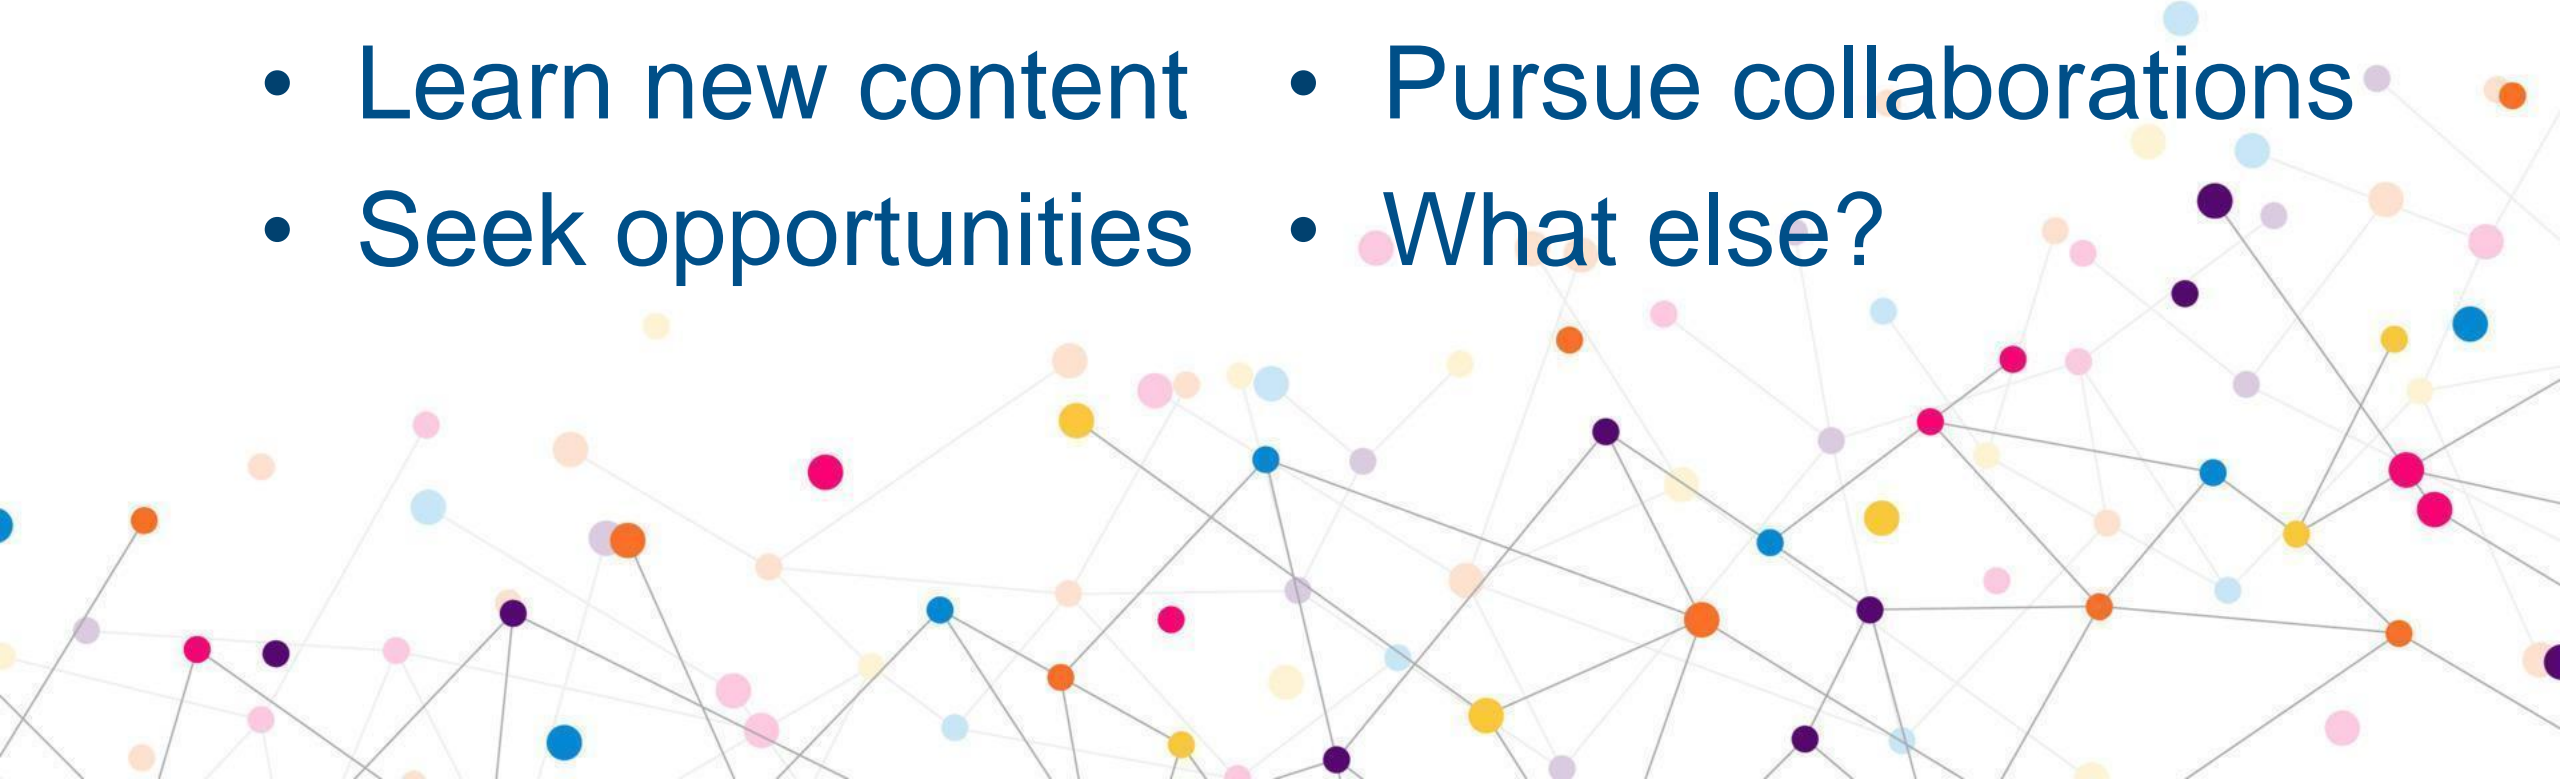 • Learn new content
• Seek opportunities
• Pursue collaborations
• What else?